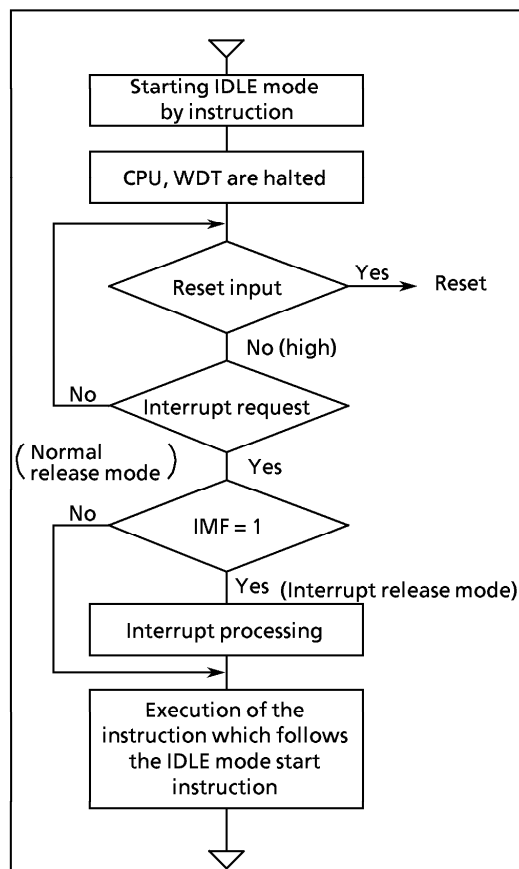 Starting IDLE mode
by instruction
CPU, WDT are halted
Reset input
Yes
Reset
No (high)
No
Interrupt request
(Normal
release mode)
Yes
No
IMF = 1
Yes
(Interrupt release mode)
Interrupt processing
Execution of the
instruction which follows
the IDLE mode start
instruction